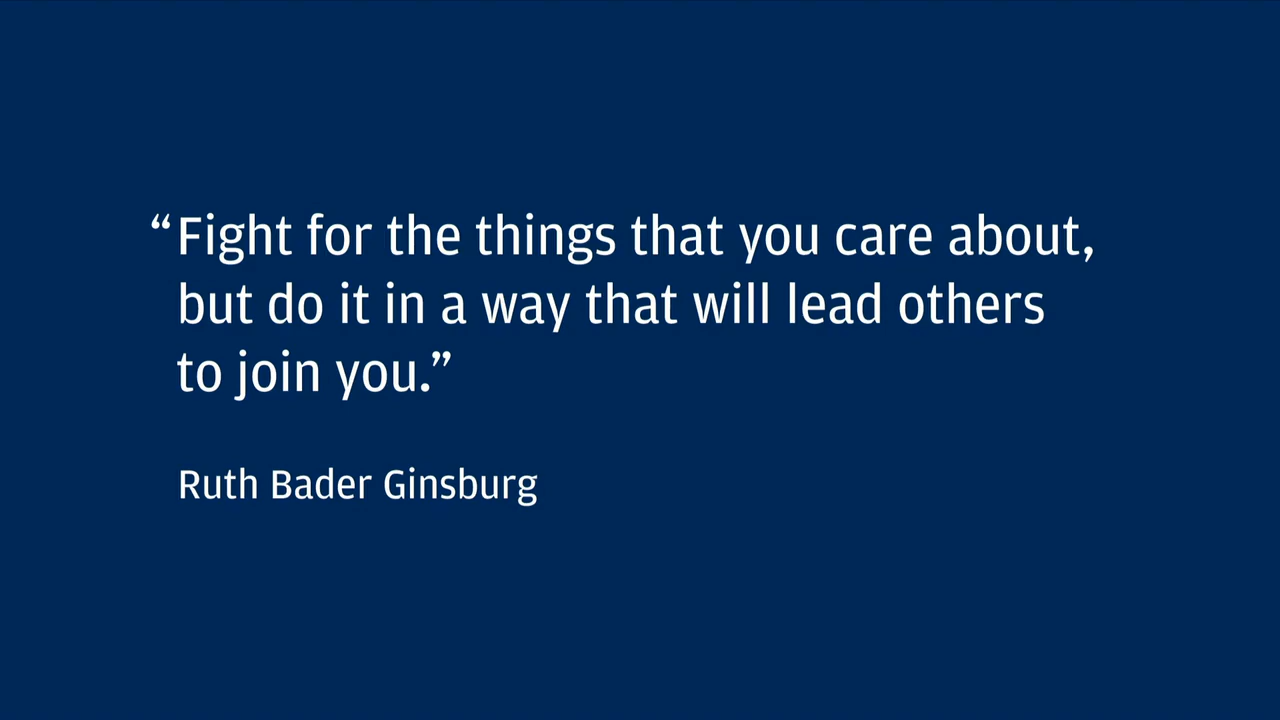 “Fight for the things that you care about,
but do it in a way that will lead others
to join you.”
Ruth Bader Ginsburg